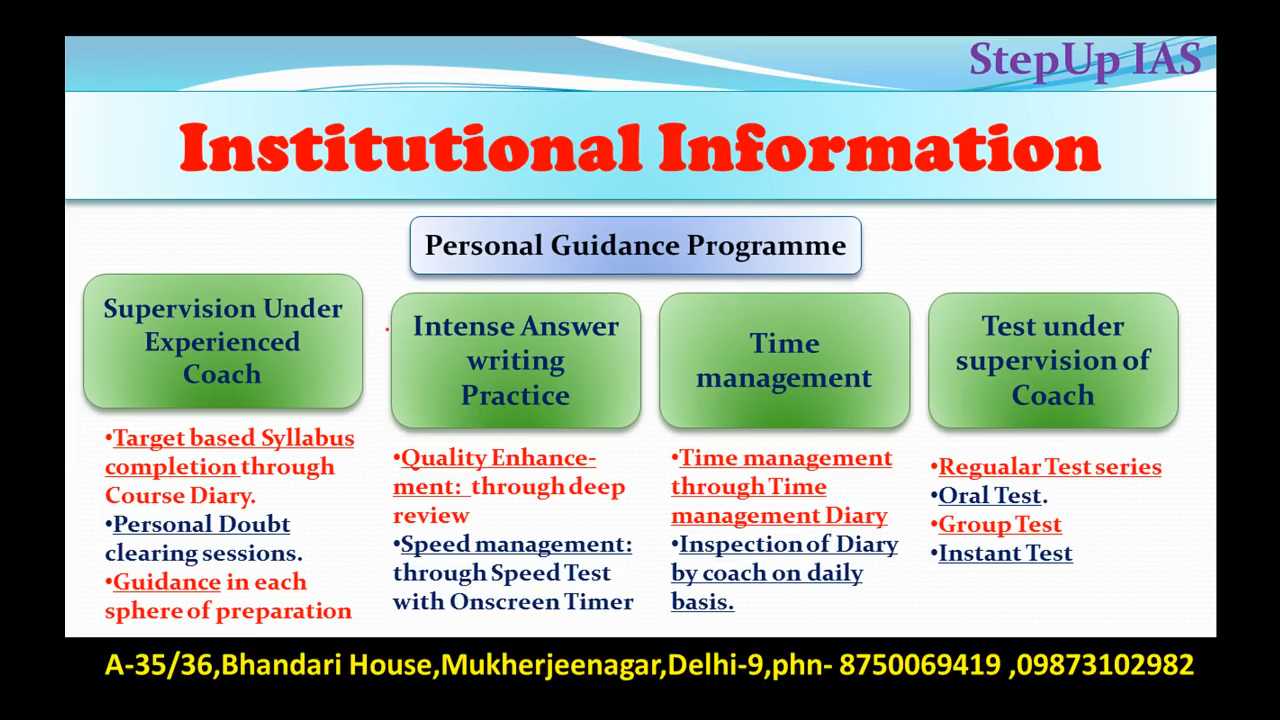 StepUp IAS
Institutional Information
Personal Guidance Programme
Supervision Under
Experienced
Coach
•Target based Syllabus
completion through
Course Diary.
•Personal Doubt
clearing sessions.
•Guidance in each
sphere of preparation
Intense Answer
writing
Practice
•Quality Enhance-
ment: through deep
review
•Speed management:
through Speed Test
with Onscreen Timer
Time
management
•Time management
through Time
management Diary
•Inspection of Diary
by coach on daily
basis.
Test under
supervision of
Coach
•Regualar Test series
•Oral Test.
•Group Test
•Instant Test
A-35/36,Bhandari House,Mukherjeenagar,Delhi-9,phn- 8750069419 ,09873102982